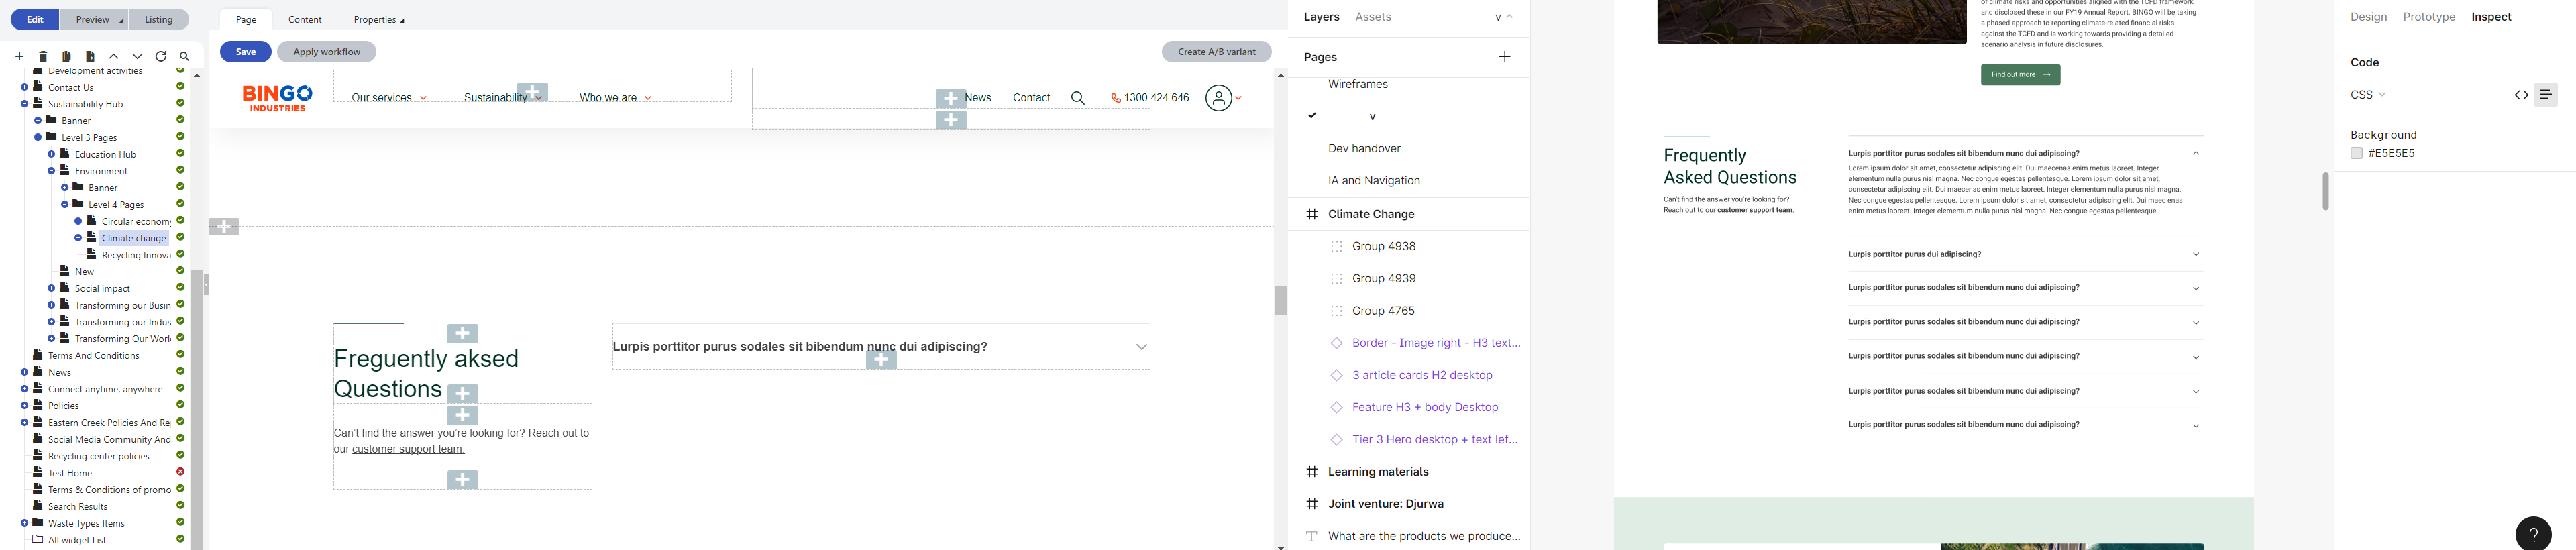 Edit
Preview
Listing
Development activities
Contact Us
Sustainability Hub
Banner
Level 3 Pages
Education Hub
Environment
Banner
Level 4 Pages
Circular economy
Climate change
Recycling Innova
New
Social impact
Transforming our Busin
Transforming our Indus
Transforming Our Worl
Terms And Conditions
News
Connect anytime, anywhere
Policies
Eastern Creek Policies And Re
Social Media Community And
Recycling center policies
Test Home
Terms & Conditions of promo
Search Results
Waste Types Items
All widget List
Page
Content
Properties
Save
Apply workflow
Create A/B variant
BINGO
INDUSTRIES
Our services
Sustainability
Who we are
News
Contact
1300 424 646
Freguently aksed
Questions
Can't find the answer you're looking for? Reach out to
our customer support team.
Lurpis porttitor purus sodales sit bibendum nunc dui adipiscing?
Layers
Assets
v
Pages
Wireframes
v
Dev handover
IA and Navigation
Climate Change
Group 4938
Group 4939
Group 4765
Border - Image right - H3 text...
3 article cards H2 desktop
Feature H3 + body Desktop
Tier 3 Hero desktop + text lef...
Learning materials
Joint venture: Djurwa
What are the products we produce...
of climate risks and opportunities aligned with the TCFD framework
and disclosed these in our FY19 Annual Report. BINGO will be taking
a phased approach to reporting climate-related financial risks
against the TCFD and is working towards providing a detailed
scenario analysis in future disclosures.
Find out more →
Frequently
Asked Questions
Can't find the answer you're looking for?
Reach out to our customer support team.
Lurpis porttitor purus sodales sit bibendum nunc dui adipiscing?
Lorem ipsum dolor sit amet, consectetur adipiscing elit. Dui maecenas enim metus laoreet. Integer
elementum nulla purus nisl magna. Nec congue egestas pellentesque. Lorem ipsum dolor sit amet,
consectetur adipiscing elit. Dui maecenas enim metus laoreet. Integer elementum nulla purus nisl magna.
Nec congue egestas pellentesque. Lorem ipsum dolor sit amet, consectetur adipiscing elit. Dui maec enas
enim metus laoreet. Integer elementum nulla purus nisl magna. Nec congue egestas pellentesque.
Lurpis porttitor purus dui adipiscing?
Lurpis porttitor purus sodales sit bibendum nunc dui adipiscing?
Lurpis porttitor purus sodales sit bibendum nunc dui adipiscing?
Lurpis porttitor purus sodales sit bibendum nunc dui adipiscing?
Lurpis porttitor purus sodales sit bibendum nunc dui adipiscing?
Lurpis porttitor purus sodales sit bibendum nunc dui adipiscing?
Design
Prototype
Inspect
Code
CSS
Background
#E5E5E5
?